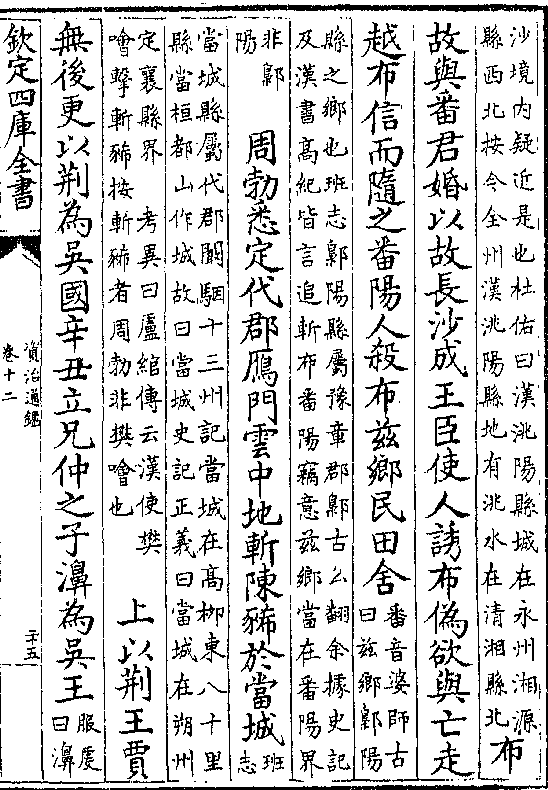 沙境内疑近是也杜佑曰漢洮陽縣城在永州湘源
縣西北按今全州漢洮陽縣地有洮水在清湘縣北
布
故與番君婚以故長沙成王臣使人誘布偽欲與亡走
越布信而隨之番陽人殺布兹鄉民田舍
番音婆師古
曰兹鄉鄡陽
縣之鄉也班志鄡陽縣屬豫章郡鄡古么翻余據史記
及漢書高紀皆言追斬布番陽竊意兹鄉當在番陽界
非鄡
陽
周勃悉定代郡鴈門雲中地斬陳豨於當城
班
志
當城縣屬代郡闞駰十三州記當城在高柳東八十里
縣當桓都山作城故曰當城史記正義曰當城在朔州
定襄縣界 考異曰盧綰傳云漢使樊
噲擊斬豨按斬豨者周勃非樊噲也
上以荆王賈
無後更以荆為吳國辛丑立兄仲之子濞為吳王
服虔
曰濞
欽定四庫全書
資治通鑑
卷十二
二十五